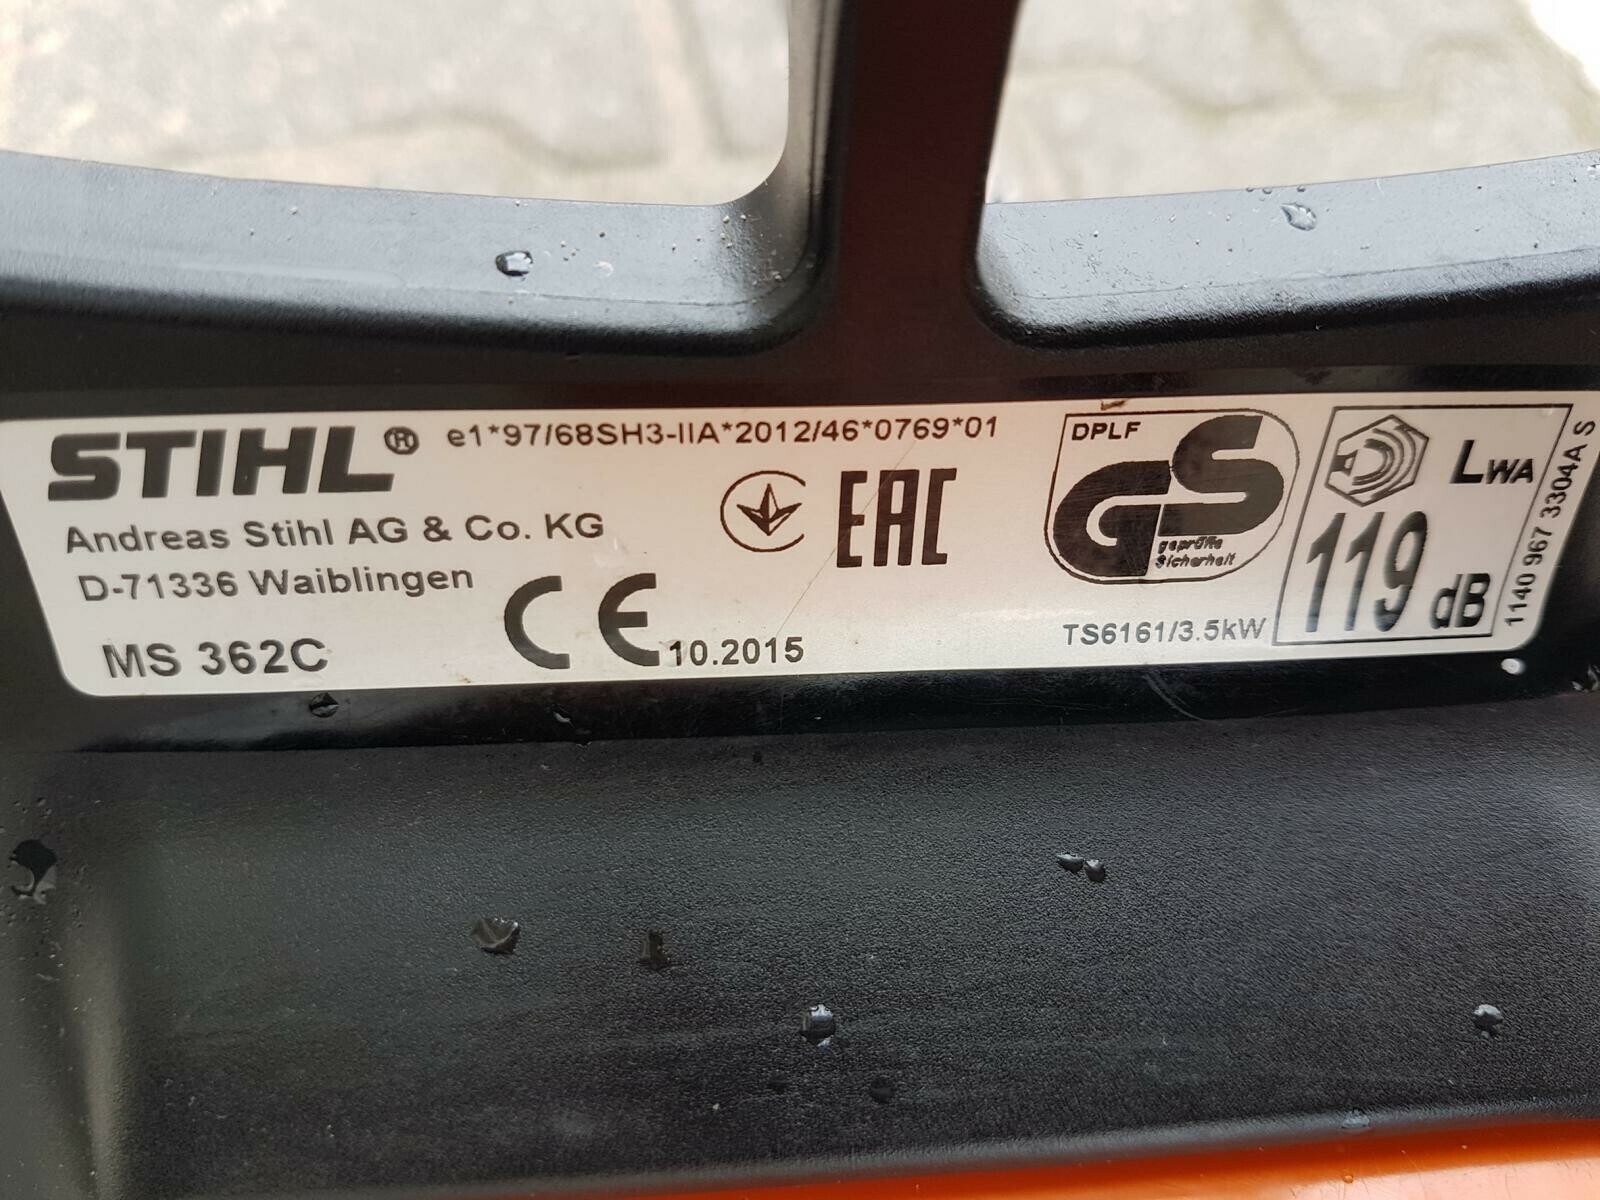 STIHL® e1*97/68SH3-IIA*2012/46*0769*01
Andreas Stihl AG & Co. KG
D-71336 Waiblingen
MS 362C
CE 10.2015
EAC
DPLF
GS geprüfte
Sicherheit
TS6161/3.5kW
LWA
119 dB
1140 967 3304A S